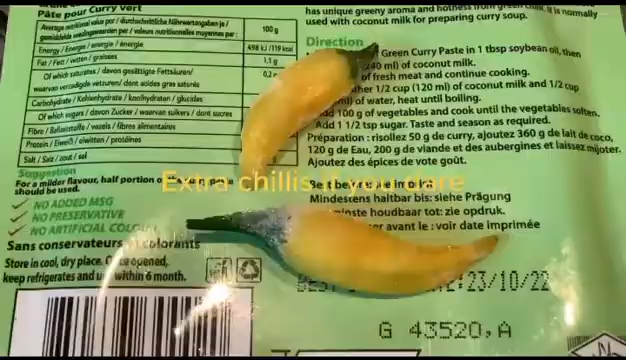 Pâte pour Curry vert
Average nutritional value per / durchschnittliche Nährwertangaben je /
gemiddelde voedingswaarden per / valeurs nutritionnelles moyennes par :
100 g
Energy / Energie / energie / énergie
498 kJ /119 kcal
Fat / Fett / vetten / graisses
1.1 g
Of which saturates / davon gesättigte Fettsäuren/
waarvan verzadigde vetzuren/ dont acides gras saturés
0.2
Carbohydrate / Kohlenhydrate / koolhydraten / glucides
Of which sugars / davon Zucker / waarvan suikers / dont sucres
Fibre / Ballaststoffe / vezels / fibres alimentaires
Protein / Eiweiß / eiwitten / protéines
Salt / Salz / zout / sel
Suggestion
For a milder flavour, half portion
should be used.
NO ADDED MSG
NO PRESERVATIVE
NO ARTIFICIAL
Sans conservateurs colorants
Store in cool, dry place. Once opened,
keep refrigerated and use within 6 month.
has unique greeny aroma and hotness from green chilli. It is normally
used with coconut milk for preparing curry soup.
Direction
Green Curry Paste in 1 tbsp soybean oil, then
(240 ml) of coconut milk.
of fresh meat and continue cooking.
1/2 cup (120 ml) of coconut milk and 1/2 cup
of water, heat until boiling.
Add 100 g of vegetables and cook until the vegetables soften.
Add 1 1/2 tsp sugar. Taste and season as required.
Préparation : risollez 50 g de curry, ajoutez 360 g de lait de coco,
120 g de Eau, 200 g de viande et des aubergines et laissez mijoter.
Ajoutez des épices de vote goût.
Extra chillis if you dare
Best before:
Mindestens haltbar bis: siehe Prägung
houdbaar tot: zie opdruk.
avant le : voir date imprimée
:23/10/22
G 43520,A